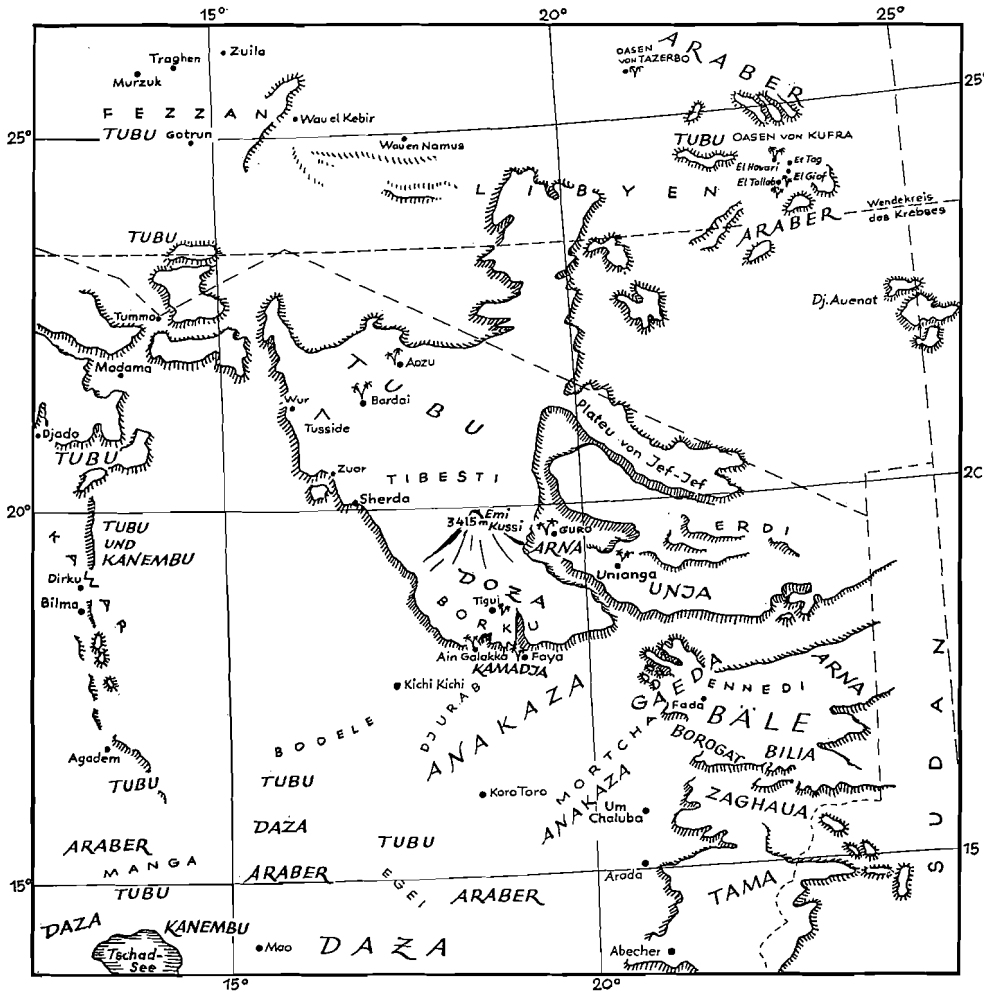 15°
20°
25°
Zuila
Traghen
Murzuk
FEZZAN
TUBU Gotrun
Wau el Kebir
Wau en Namus
OASEN
VON TAZERBO
ARABER
25°
25°
TUBU
OASEN VON KUFRA
El Howari
Et Tag
El Tallab
El Giof
LIBYEN
Wendekreis
des Krebses
ARABER
TUBU
Dj. Auenat
Tummo
Madama
Aozu
TUBU
Bardai
Wur
Tusside
Djado
TUBU
Zuar
Plateu von Jef-Jef
TIBESTI
Sherda
20°
20°
3415m
Emi
Kussi
GURO
ARNA
ERDI
TUBU
UND
KANEMBU
KAPAR
Dirku
Bilma
Unianga
UNJA
DOZA
Tigui
BORKU
Ain Galakka
Faya
KAMADJA
Kichi Kichi
GAEDA
ENNEDI
ARNA
Fada
BÄLE
BODELE
DJURAB
ANAKAZA
BOROGAT
BILIA
Agadem
TUBU
TUBU
Koro Toro
MORTCHA
ANAKAZA
Um
Chaluba
ZAGHAUA
SUDAN
DAZA
TUBU
ARABER
MANGA
ARABER
EGEI
ARABER
Arada
15°
15°
TUBU
TAMA
DAZA
KANEMBU
Tschad-
See
Mao
DAZA
Abecher
15°
20°